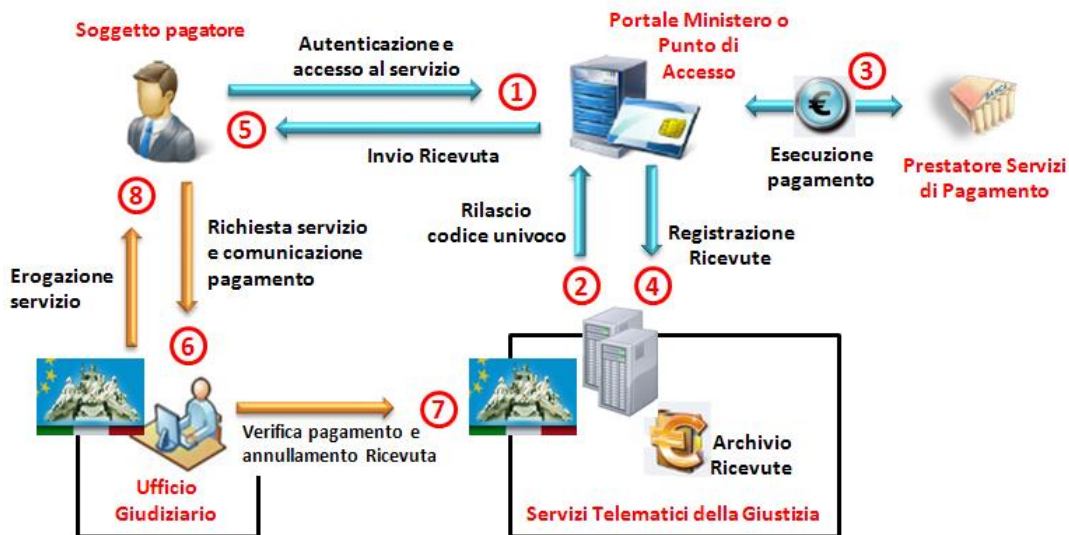 Soggetto pagatore
Autenticazione e
accesso al servizio
1
Portale Ministero o
Punto di
Accesso
3
€
BANCA
5
Invio Ricevuta
Esecuzione
pagamento
Prestatore Servizi
di Pagamento
8
Richiesta servizio
e comunicazione
pagamento
Rilascio
codice univoco
Registrazione
Ricevute
Erogazione
servizio
2
4
6
7
Verifica pagamento e
annullamento Ricevuta
Archivio
Ricevute
Ufficio
Giudiziario
Servizi Telematici della Giustizia